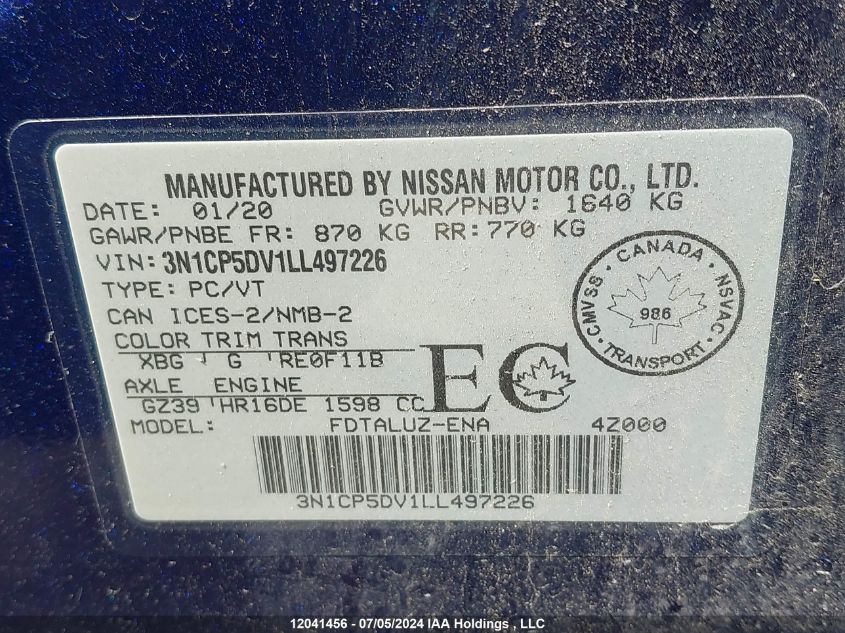 MANUFACTURED BY NISSAN MOTOR CO., LTD.
DATE: 01/20 GVWR/PNBV: 1640 KG
GAWR/PNBE FR: 870 KG RR: 770 KG
VIN: 3N1CP5DV1LL497226
TYPE: PC/VT
CAN ICES-2/NMB-2
COLOR TRIM TRANS
XBG G RE0F11B
AXLE ENGINE
GZ39 HR16DE 1598 CC
MODEL: FDTALUZ-ENA 4Z000
EC
CANADA
CMVSS NSVAC
986
TRANSPORT
3N1CP5DV1LL497226
12041456 - 07/05/2024 IAA Holdings , LLC